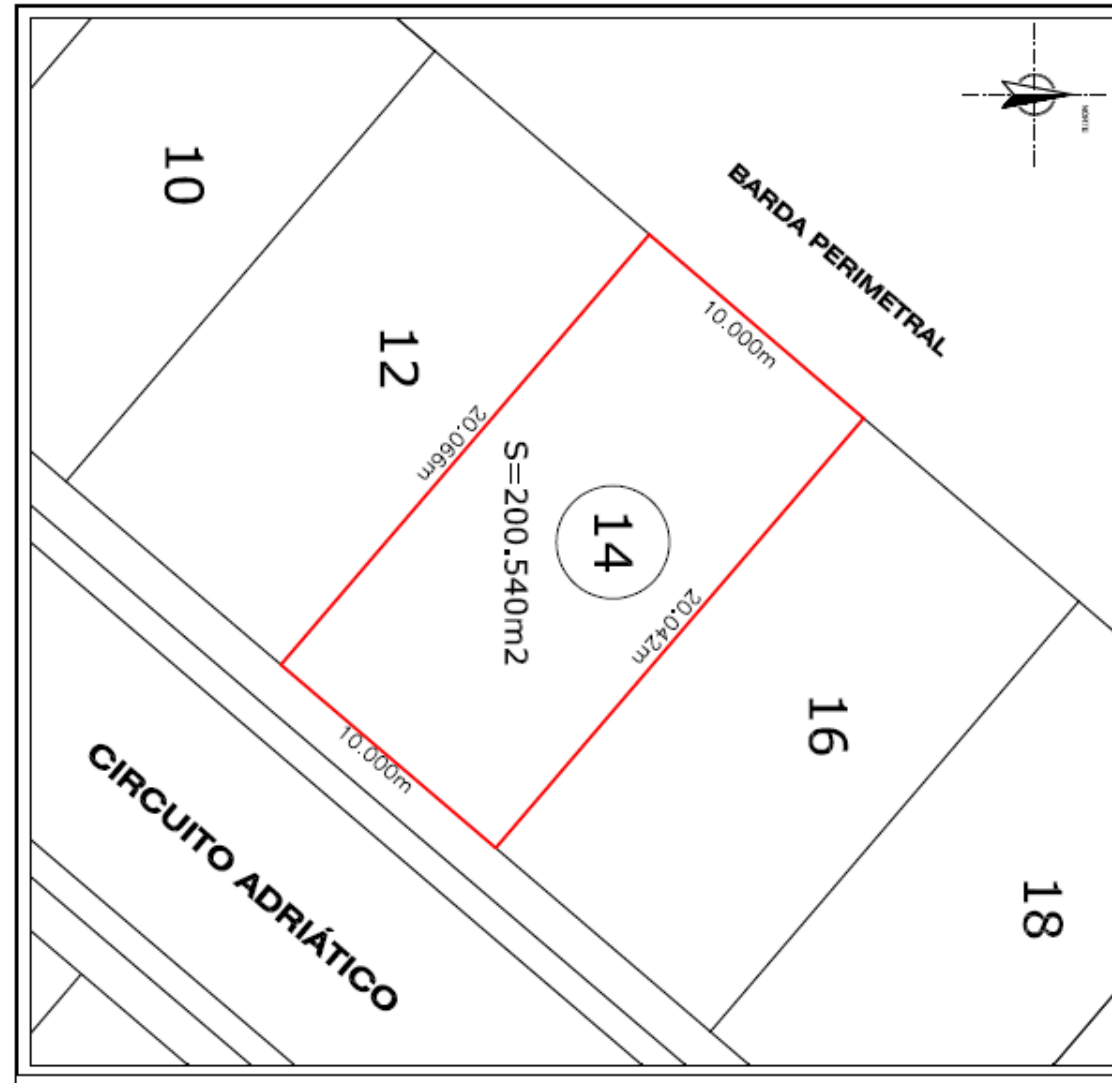 NORTE
BARDA PERIMETRAL
10
12
10.000m
20.066m
S=200.540m2
14
20.042m
16
10.000m
18
CIRCUITO ADRIÁTICO